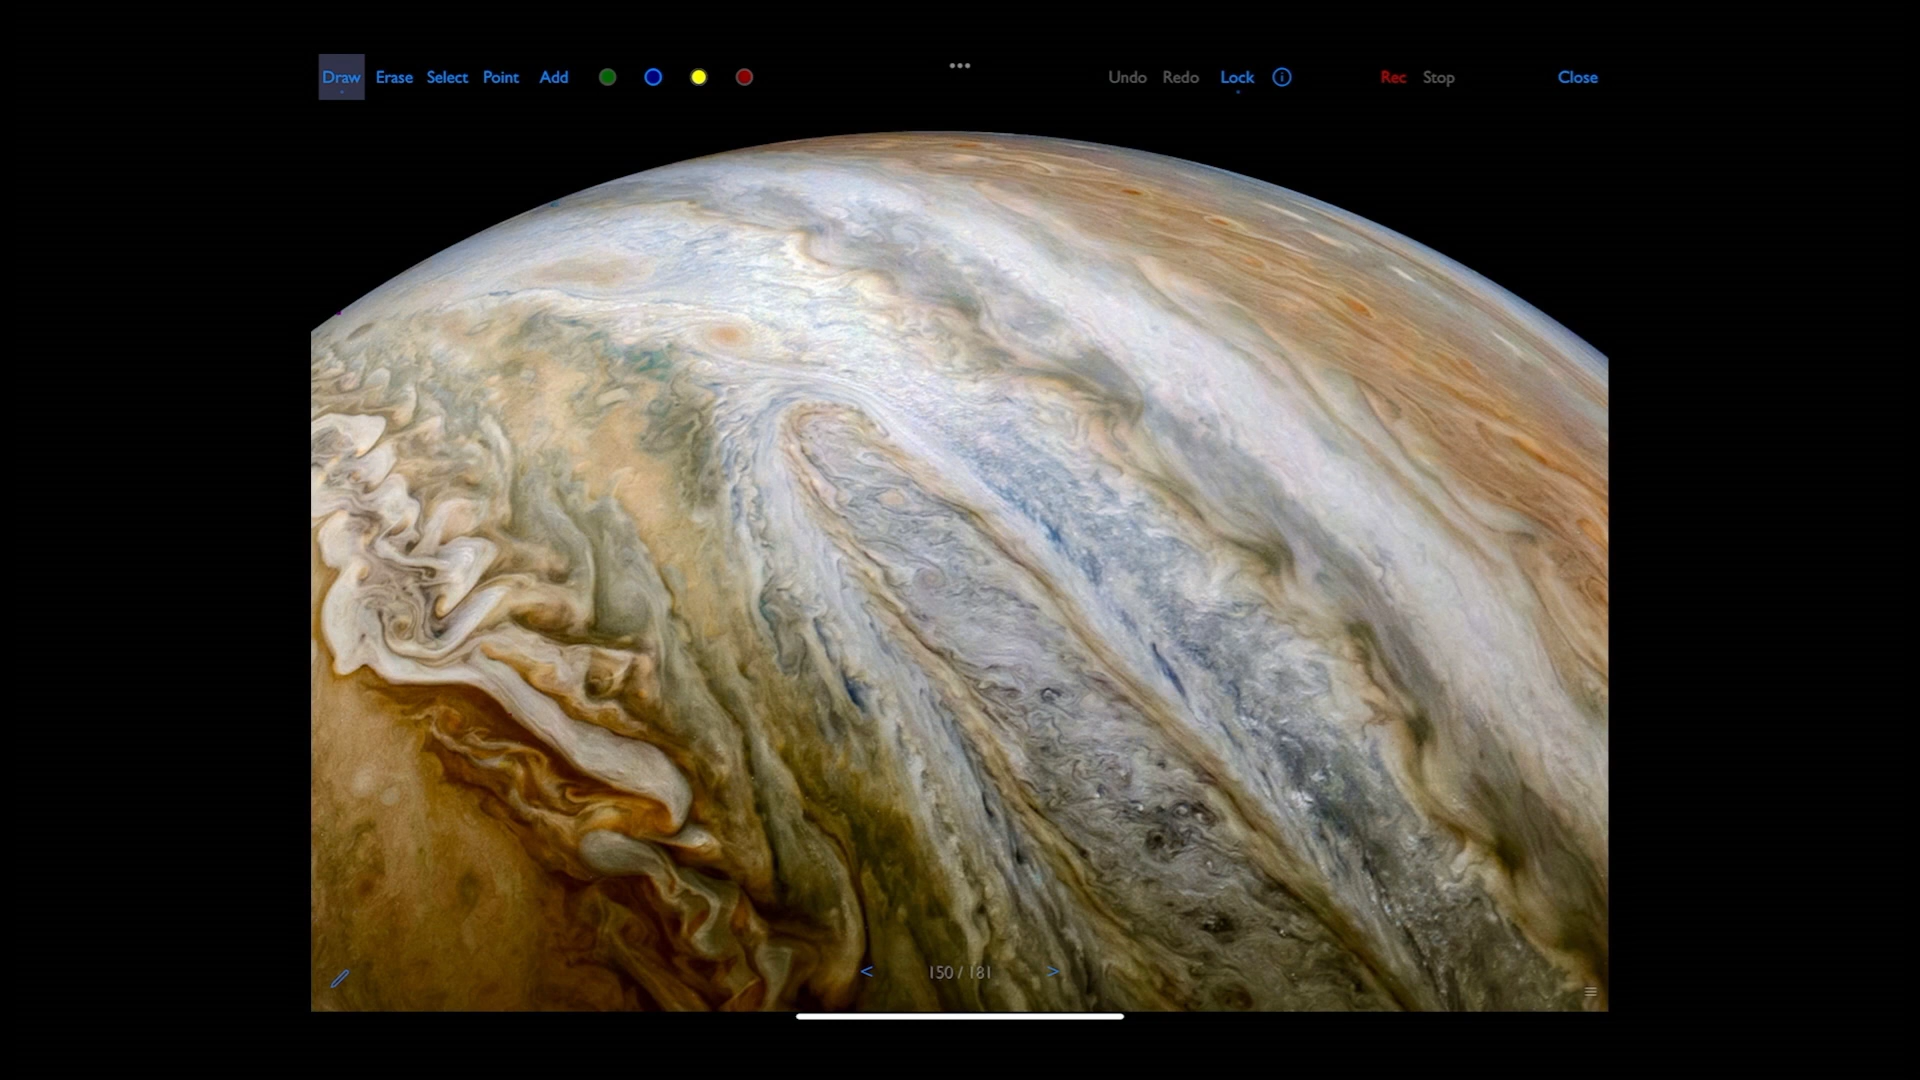 Draw Erase Select Point Add ••• Undo Redo Lock Rec Stop Close
< 150 / 181 >